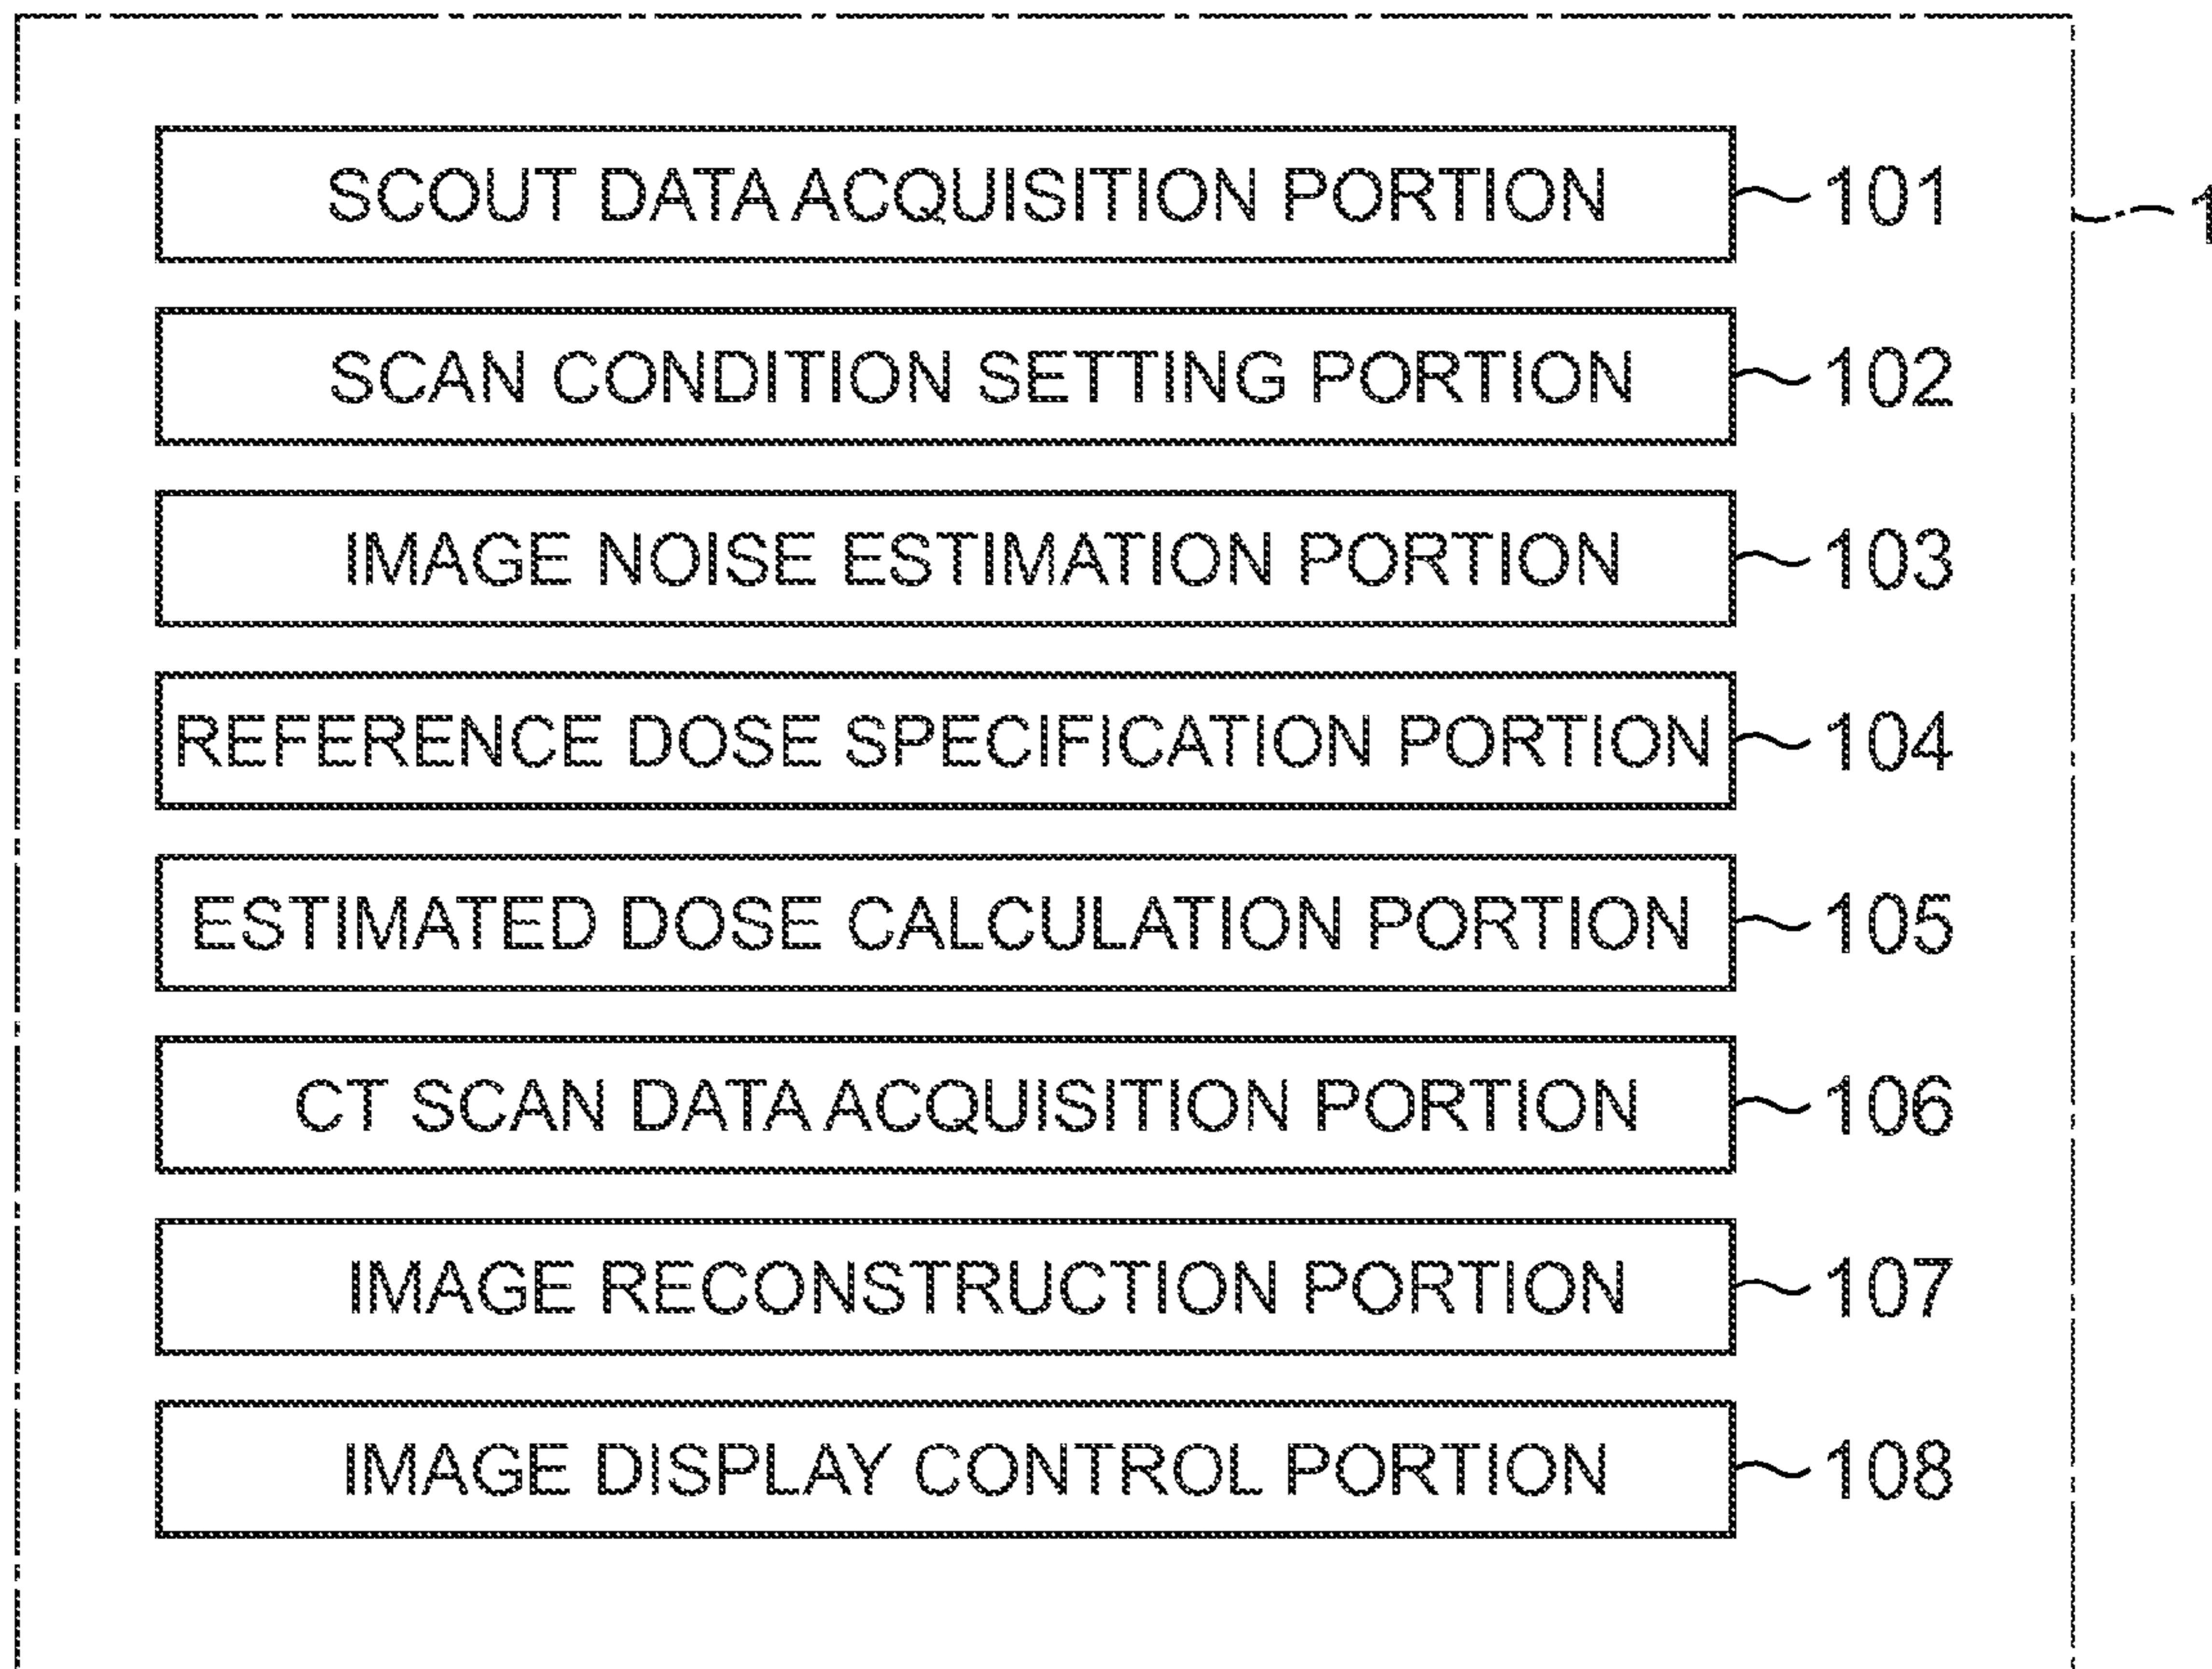 SCOUT DATA ACQUISITION PORTION 101
1
SCAN CONDITION SETTING PORTION 102
IMAGE NOISE ESTIMATION PORTION 103
REFERENCE DOSE SPECIFICATION PORTION 104
ESTIMATED DOSE CALCULATION PORTION 105
CT SCAN DATA ACQUISITION PORTION 106
IMAGE RECONSTRUCTION PORTION 107
IMAGE DISPLAY CONTROL PORTION 108